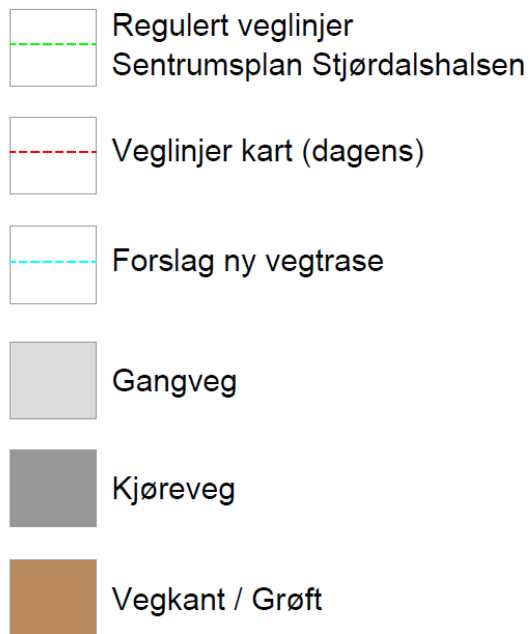 Regulert veglinjer
Sentrumsplan Stjørdalshalsen
Veglinjer kart (dagens)
Forslag ny vegtrase
Gangveg
Kjøreveg
Vegkant / Grøft